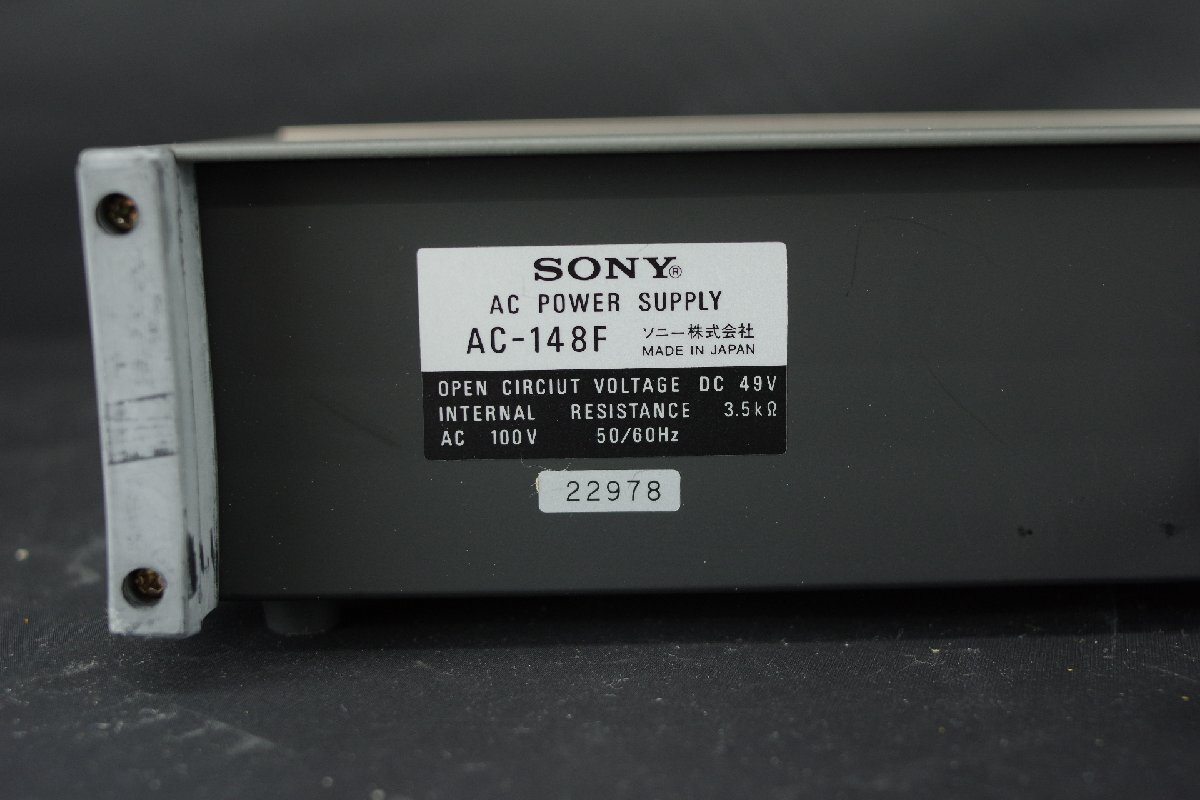 SONY®
AC POWER SUPPLY
AC-148F ソニー株式会社
MADE IN JAPAN
OPEN CIRCIUT VOLTAGE DC 49V
INTERNAL RESISTANCE 3.5kΩ
AC 100V 50/60Hz
22978